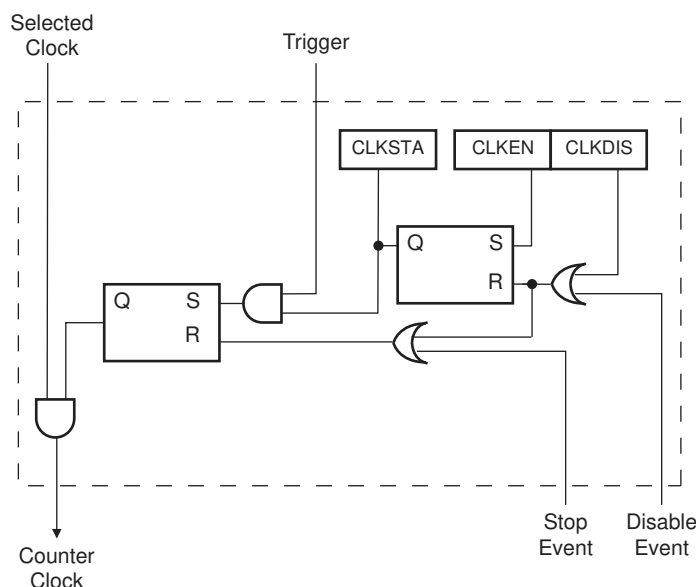 Selected
Clock
Trigger
CLKSTA
CLKEN
CLKDIS
Q
S
R
Q
S
R
Stop
Event
Disable
Event
Counter
Clock